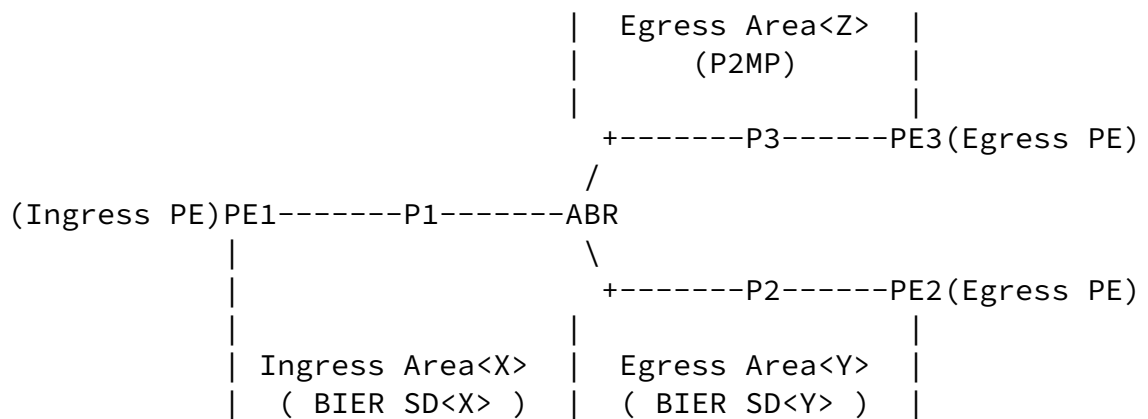 |  Egress Area<Z>  |
                                     |      (P2MP)      |
                                     |                  |
                                       +-------P3------PE3(Egress PE)
                                      /
(Ingress PE)PE1-------P1-------ABR
              |                       \
              |                        +-------P2------PE2(Egress PE)
              |                      |                  |
              | Ingress Area<X>  | Egress Area<Y>  |
              |  ( BIER SD<X> )  |  ( BIER SD<Y> )  |